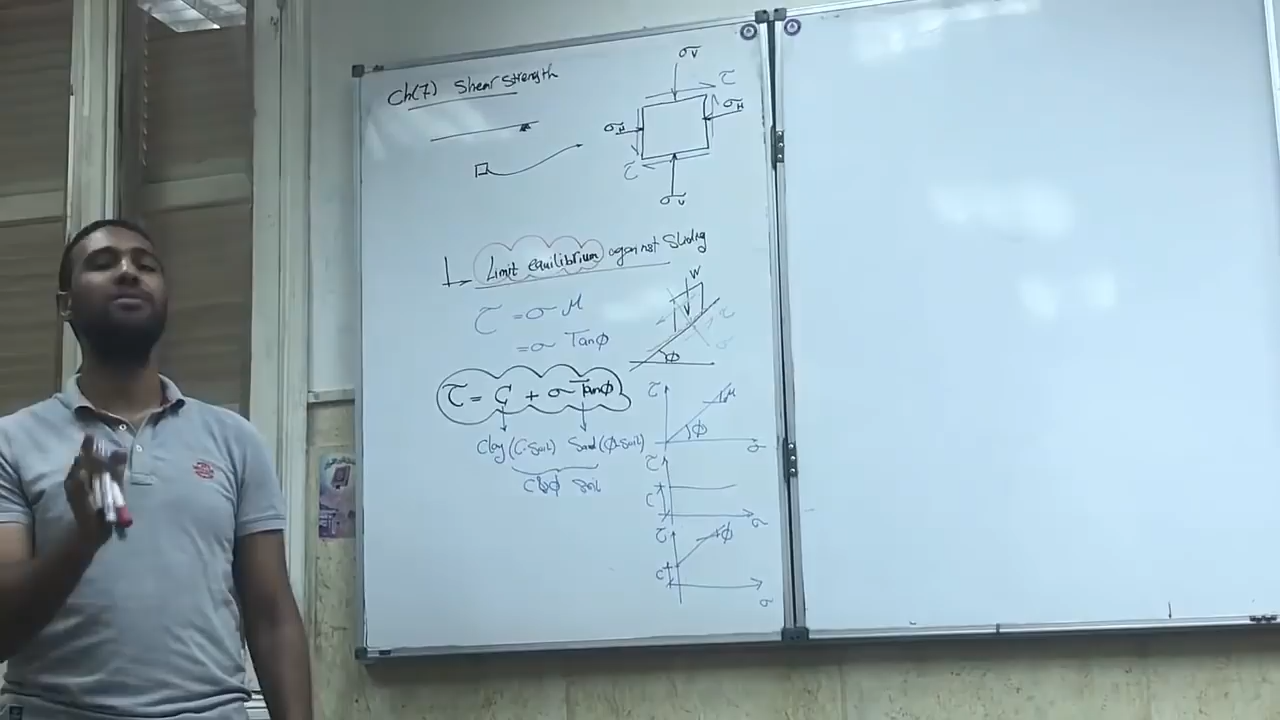 Ch(7) Shear Strength
σv
τ
σH
σH
τ
σv
Limit equilibrium against Sliding
W
τ = σ μ
τ
= σ Tanφ
σ
φ
τ = C + σ Tanφ
τ
μ
φ
σ
Clay (C-Soil) Sand (φ-Soil)
τ
C & φ Soil
C
σ
τ
φ
C
σ